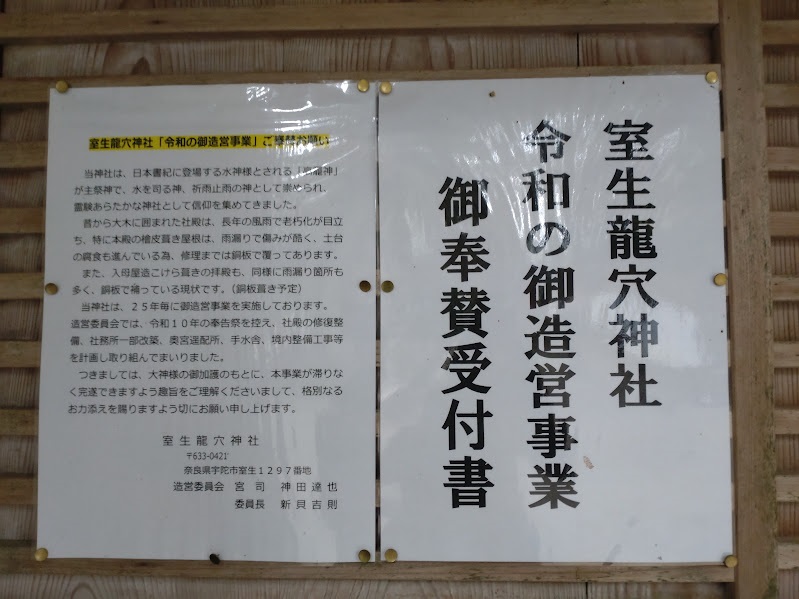 室生龍穴神社「令和の御造営事業」ご奉賛お願い
当神社は、日本書紀に登場する水神様とされる「高龗神」
が主祭神で、水を司る神、祈雨止雨の神として崇められ、
霊験あらたかな神社として信仰を集めてきました。
昔から大木に囲まれた社殿は、長年の風雨で老朽化が目立
ち、特に本殿の檜皮葺き屋根は、雨漏りで傷みが酷く、土台
の腐食も進んでいる為、修理までは銅板で覆ってあります。
また、入母屋造こけら葺きの拝殿も、同様に雨漏り箇所も
多く、銅板で補っている現状です。（銅板葺き予定）
当神社は、２５年毎に御造営事業を実施しております。
造営委員会では、令和１０年の奉告祭を控え、社殿の修復整
備、社務所一部改築、奥宮遥配所、手水舎、境内整備工事等
を計画し取り組んでまいりました。
つきましては、大神様の御加護のもとに、本事業が滞りな
く完遂できますよう趣旨をご理解くださいまして、格別なる
お力添えを賜りますよう切にお願い申し上げます。
室生龍穴神社
〒633-0421
奈良県宇陀市室生１２９７番地
造営委員会 宮司 神田達也
委員長 新貝吉則
室生龍穴神社
令和の御造営事業
御奉賛受付書